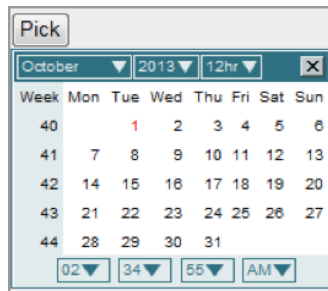 Pick
October 2013 12hr X
Week Mon Tue Wed Thu Fri Sat Sun
40 1 2 3 4 5 6
41 7 8 9 10 11 12 13
42 14 15 16 17 18 19 20
43 21 22 23 24 25 26 27
44 28 29 30 31
02 34 55 AM